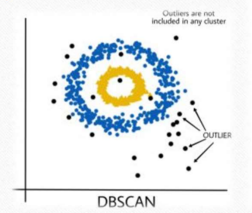 Outliers are not
included in any cluster
OUTLIER
DBSCAN